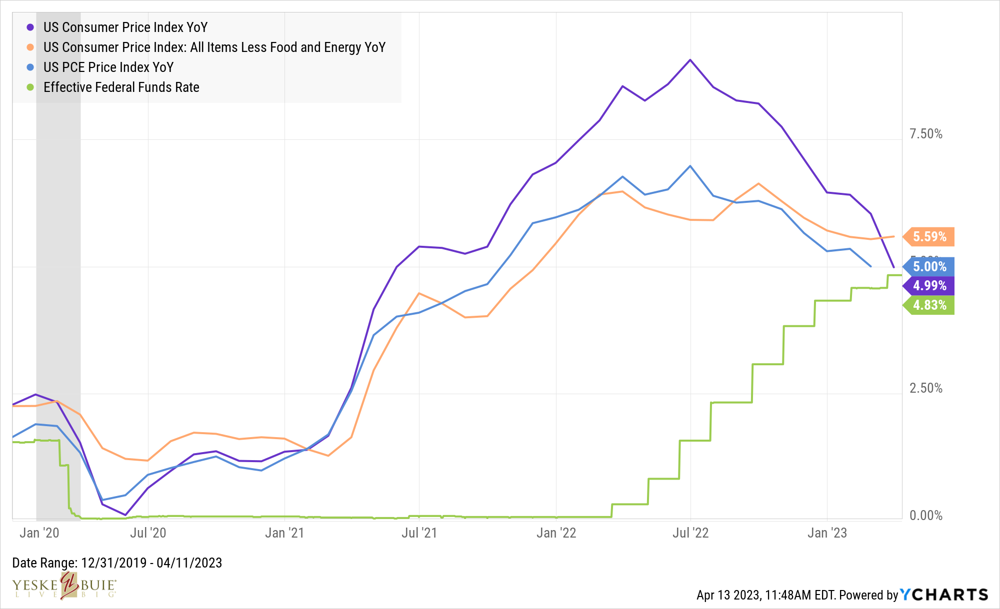 US Consumer Price Index YoY
US Consumer Price Index: All Items Less Food and Energy YoY
US PCE Price Index YoY
Effective Federal Funds Rate
7.50%
5.59%
5.00%
4.99%
4.83%
2.50%
0.00%
Jan '20 Jul '20 Jan '21 Jul '21 Jan '22 Jul '22 Jan '23
Date Range: 12/31/2019 - 04/11/2023
YESKE BUIE
LIVE BIG
Apr 13 2023, 11:48AM EDT. Powered by YCHARTS